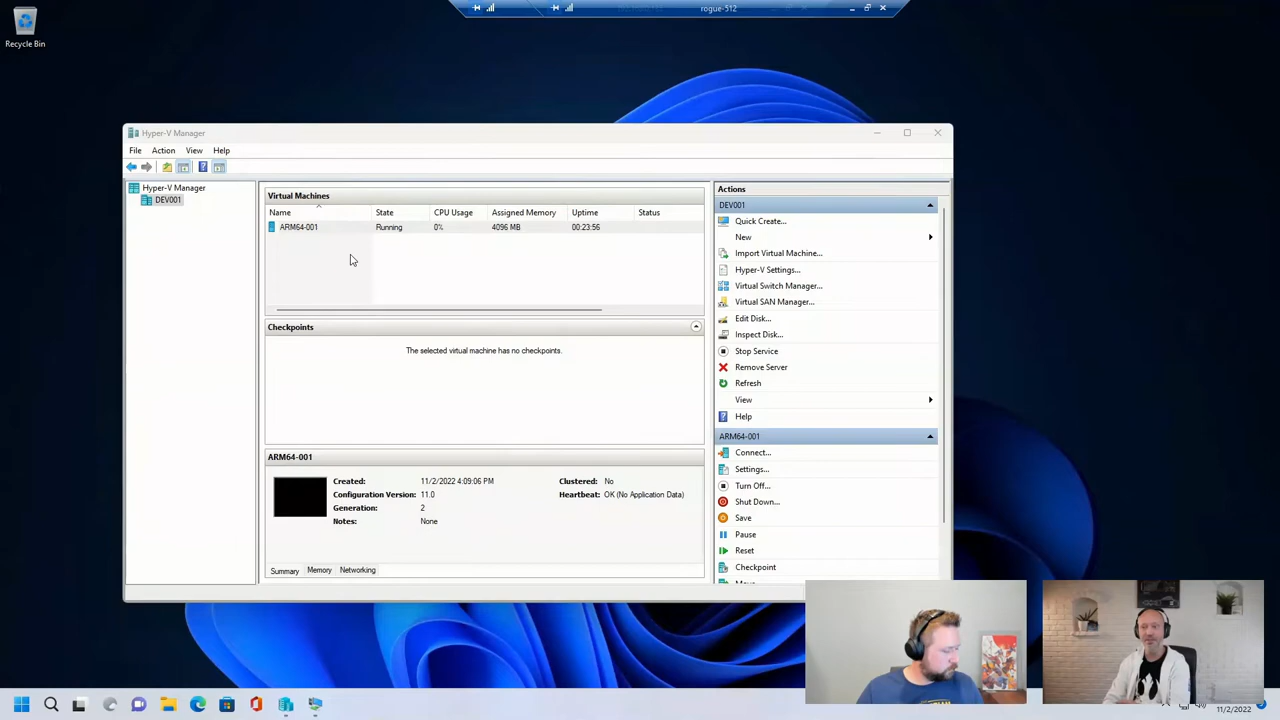 rogue-512
Recycle Bin
Hyper-V Manager
File Action View Help
Hyper-V Manager
DEV001
Virtual Machines
Name State CPU Usage Assigned Memory Uptime Status
ARM64-001 Running 0% 4096 MB 00:23:56
Checkpoints
The selected virtual machine has no checkpoints.
ARM64-001
Created: 11/2/2022 4:09:06 PM Clustered: No
Configuration Version: 11.0 Heartbeat: OK (No Application Data)
Generation: 2
Notes: None
Summary Memory Networking
Actions
DEV001
Quick Create...
New
Import Virtual Machine...
Hyper-V Settings...
Virtual Switch Manager...
Virtual SAN Manager...
Edit Disk...
Inspect Disk...
Stop Service
Remove Server
Refresh
View
Help
ARM64-001
Connect...
Settings...
Turn Off...
Shut Down...
Save
Pause
Reset
Checkpoint
11/2/2022